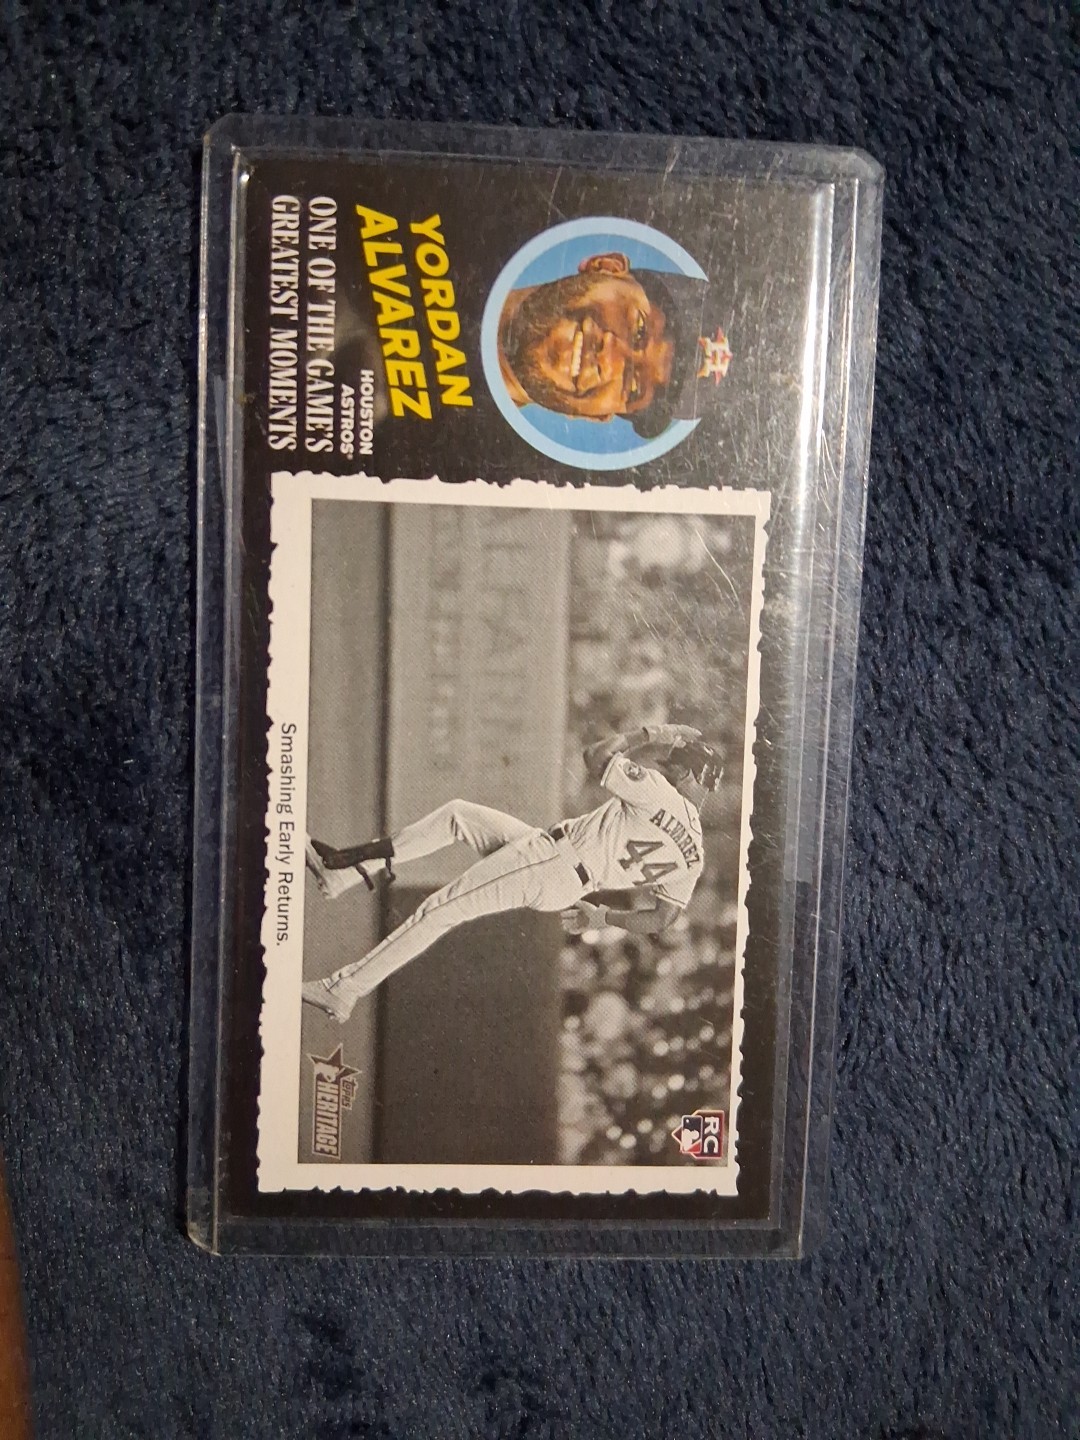 YORDAN
ALVAREZ
HOUSTON
ASTROS®
ONE OF THE GAME'S
GREATEST MOMENTS
RC
ALVAREZ
44
Smashing Early Returns.
TOPPS
HERITAGE